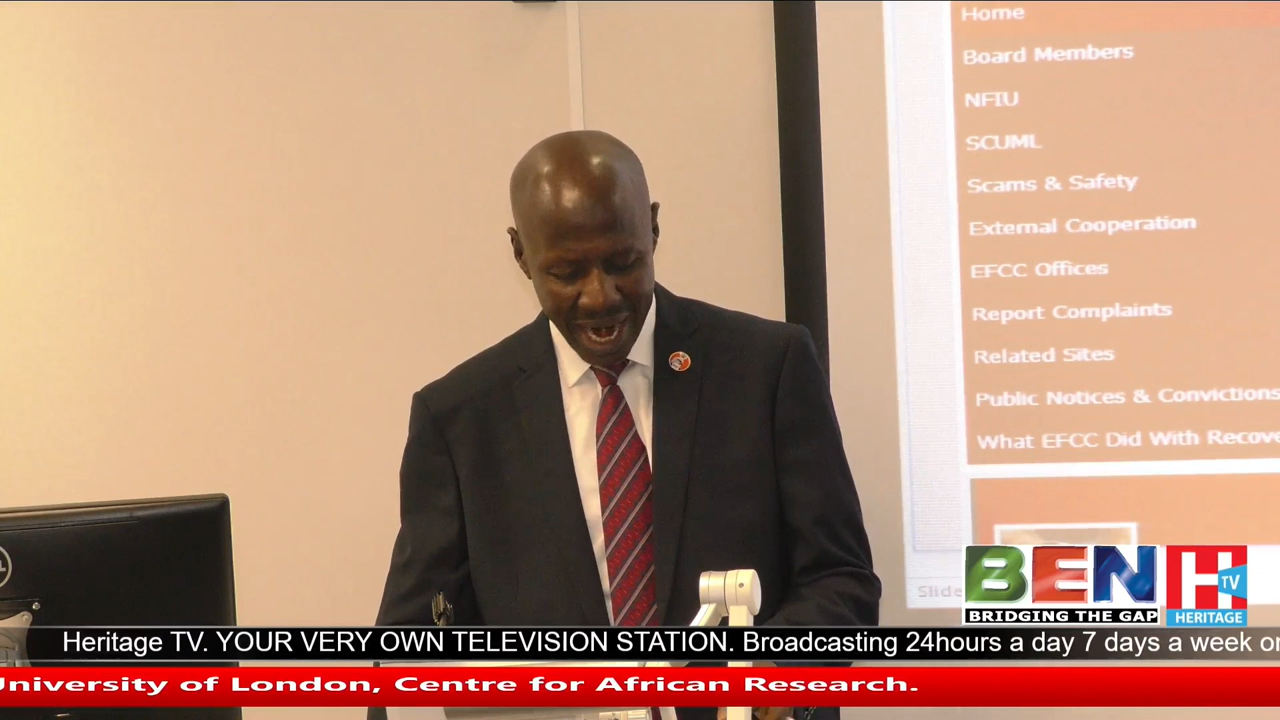 Home
Board Members
NFIU
SCUML
Scams & Safety
External Cooperation
EFCC Offices
Report Complaints
Related Sites
Public Notices & Convictions
What EFCC Did With
BEN
BRIDGING THE GAP
H
TV
HERITAGE
Heritage TV. YOUR VERY OWN TELEVISION STATION. Broadcasting 24hours a day 7 days a week
University of London, Centre for African Research.